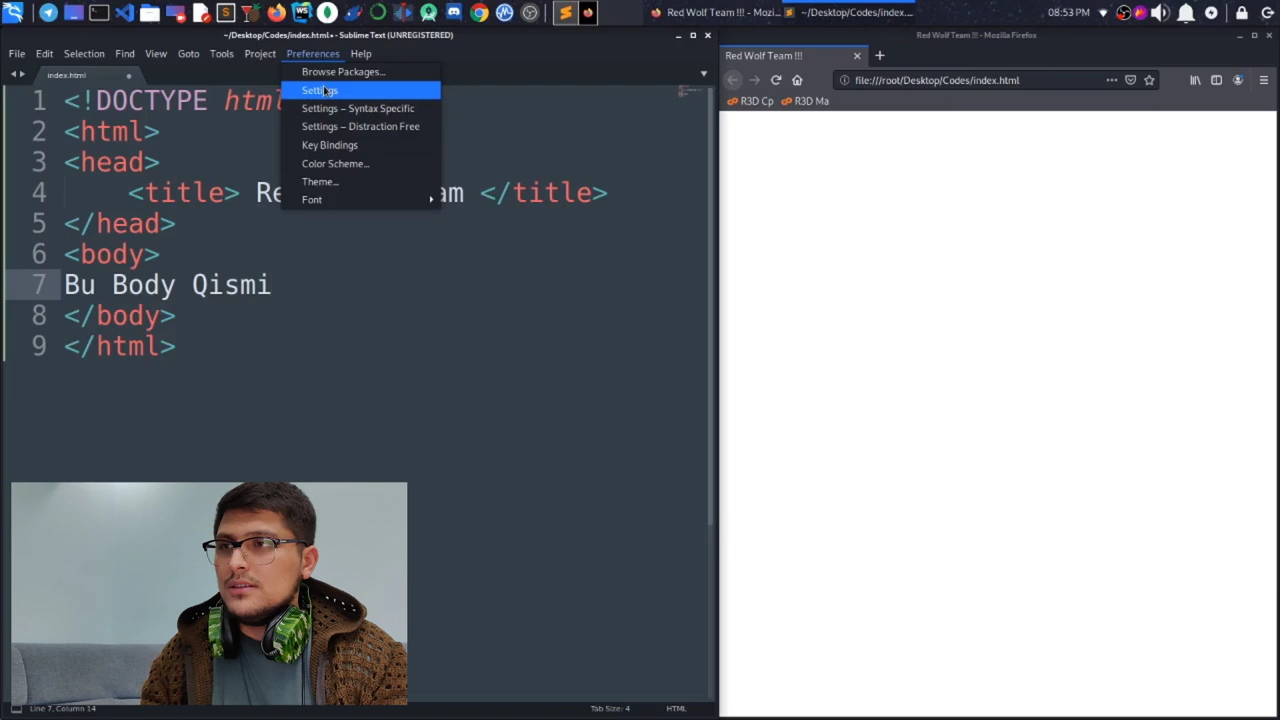 Red Wolf Team !!! - Mozi...
~/Desktop/Codes/index....
08:53 PM
~/Desktop/Codes/index.html • - Sublime Text (UNREGISTERED)
Red Wolf Team !!! - Mozilla Firefox
File Edit Selection Find View Goto Tools Project Preferences Help
Red Wolf Team !!!
index.html
file:///root/Desktop/Codes/index.html
R3D Cp R3D Ma
Browse Packages...
Settings
Settings – Syntax Specific
Settings – Distraction Free
Key Bindings
Color Scheme...
Theme...
Font
1 <!DOCTYPE html
2 <html>
3 <head>
4 <title> Re am </title>
5 </head>
6 <body>
7 Bu Body Qismi
8 </body>
9 </html>
Line 7, Column 14
Tab Size: 4
HTML